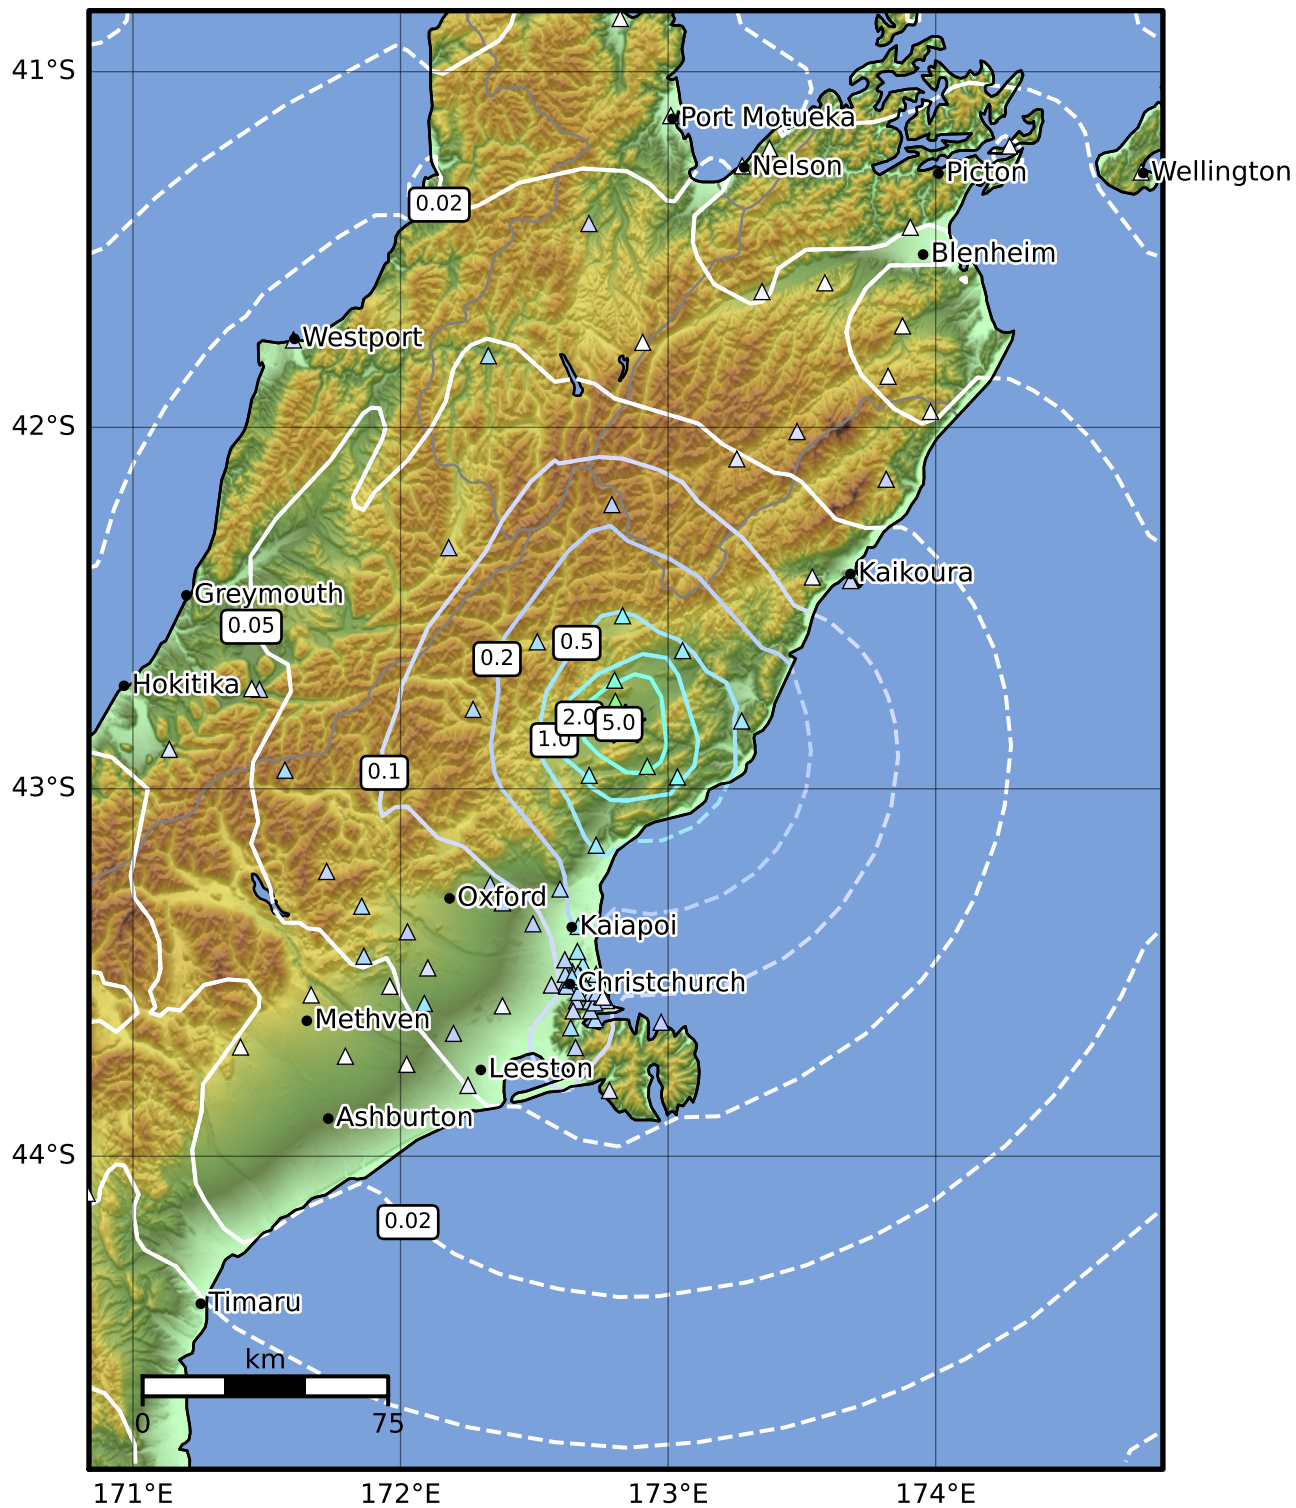 41°S
Port Motueka
Nelson
Picton
Wellington
0.02
Blenheim
Westport
42°S
Kaikoura
Greymouth
0.05
0.5
0.2
Hokitika
2.0
5.0
1.0
0.1
43°S
Oxford
Kaiapoi
Christchurch
Methven
Leeston
Ashburton
44°S
0.02
Timaru
km
0 75
171°E 172°E 173°E 174°E